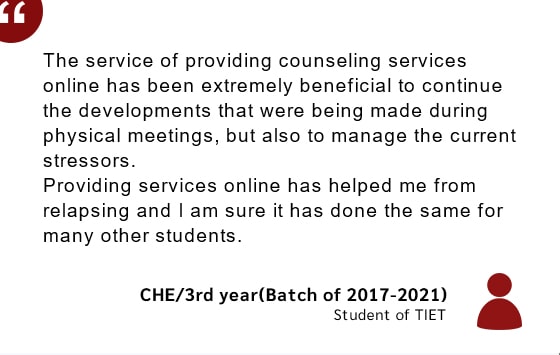 The service of providing counseling services
online has been extremely beneficial to continue
the developments that were being made during
physical meetings, but also to manage the current
stressors.
Providing services online has helped me from
relapsing and I am sure it has done the same for
many other students.
CHE/3rd year(Batch of 2017-2021)
Student of TIET